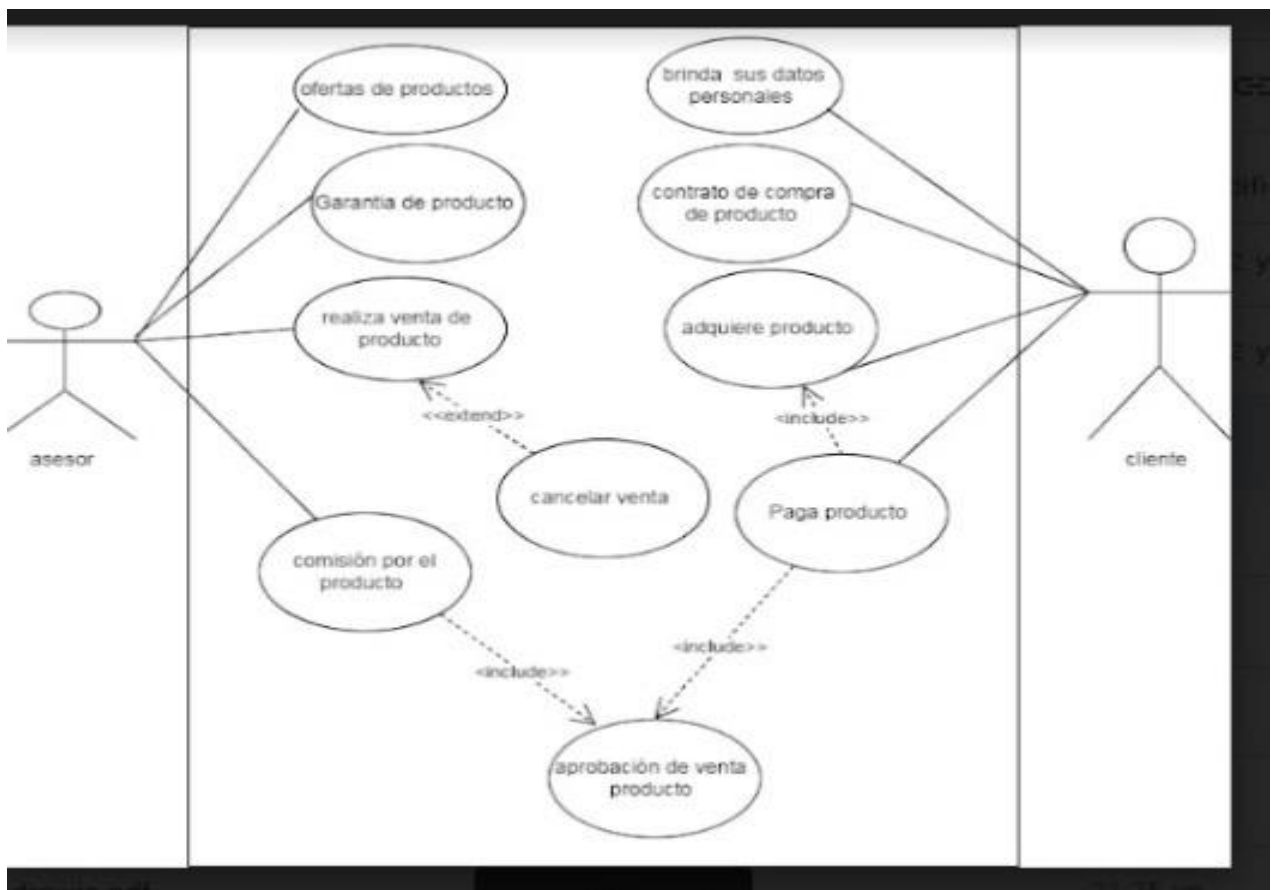 ofertas de productos
brinda sus datos
personales
Garantia de producto
contrato de compra
de producto
realiza venta de
producto
adquiere producto
<<extend>>
<include>>
asesor
cliente
cancelar venta
Paga producto
comisión por el
producto
<include>>
<include>>
aprobación de venta
producto